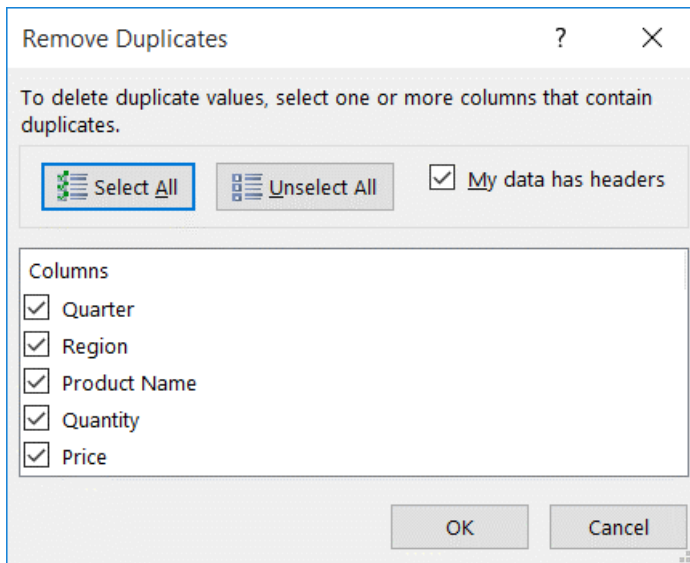 Remove Duplicates ?
To delete duplicate values, select one or more columns that contain
duplicates.
Select All Unselect All My data has headers
Columns
Quarter
Region
Product Name
Quantity
Price
OK Cancel